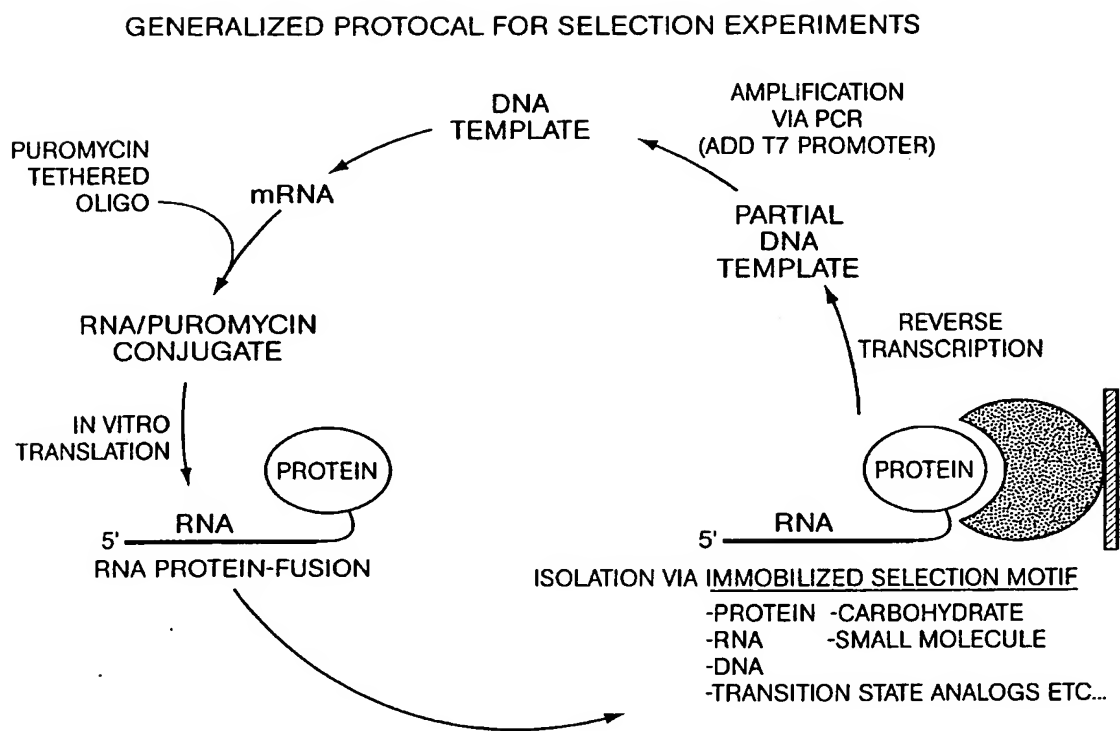 GENERALIZED PROTOCAL FOR SELECTION EXPERIMENTS
DNA
TEMPLATE
AMPLIFICATION
VIA PCR
(ADD T7 PROMOTER)
PUROMYCIN
TETHERED
OLIGO
mRNA
PARTIAL
DNA
TEMPLATE
RNA/PUROMYCIN
CONJUGATE
REVERSE
TRANSCRIPTION
IN VITRO
TRANSLATION
PROTEIN
RNA
5'
RNA PROTEIN-FUSION
PROTEIN
RNA
5'
ISOLATION VIA IMMOBILIZED SELECTION MOTIF
-PROTEIN -CARBOHYDRATE
-RNA -SMALL MOLECULE
-DNA
-TRANSITION STATE ANALOGS ETC...